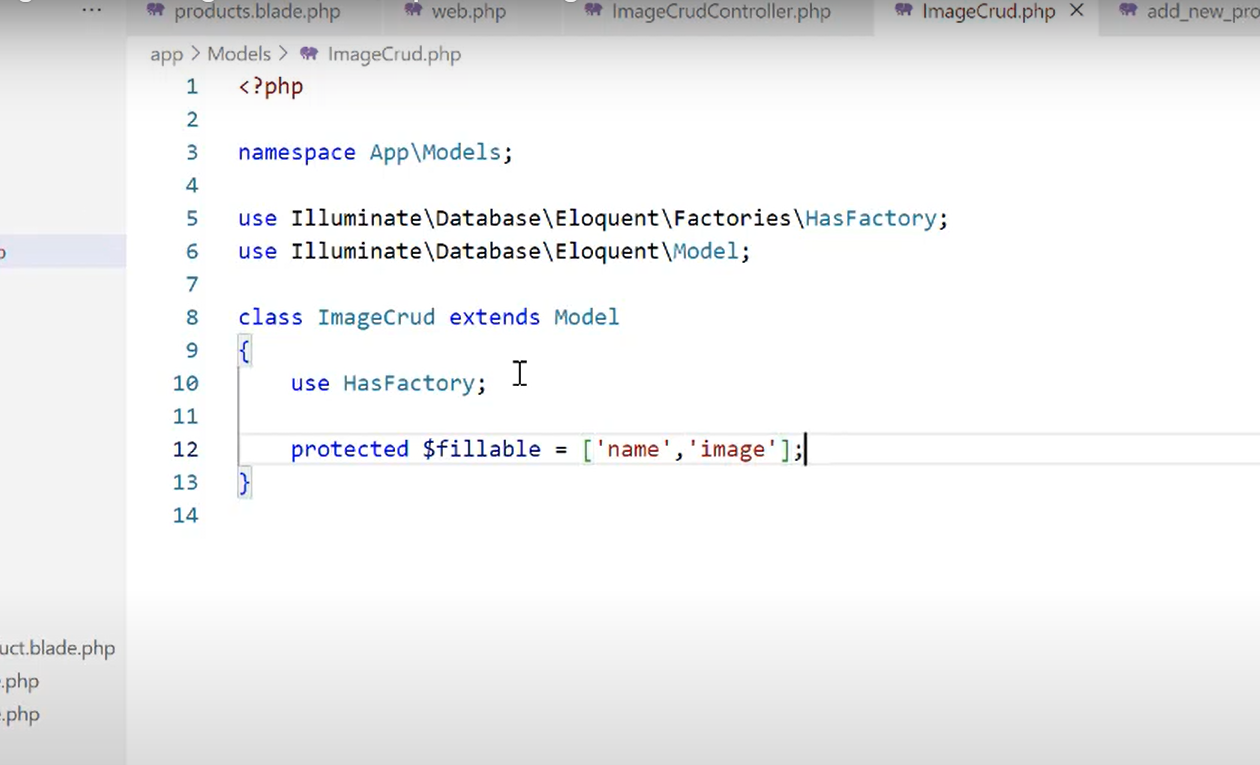 ... products.blade.php web.php ImageCrudController.php ImageCrud.php
app > Models > ImageCrud.php
1 <?php
2
3 namespace App\Models;
4
5 use Illuminate\Database\Eloquent\Factories\HasFactory;
6 use Illuminate\Database\Eloquent\Model;
7
8 class ImageCrud extends Model
9 {
10 use HasFactory;
11
12 protected $fillable = ['name','image'];
13 }
14
uct.blade.php
.php
.php